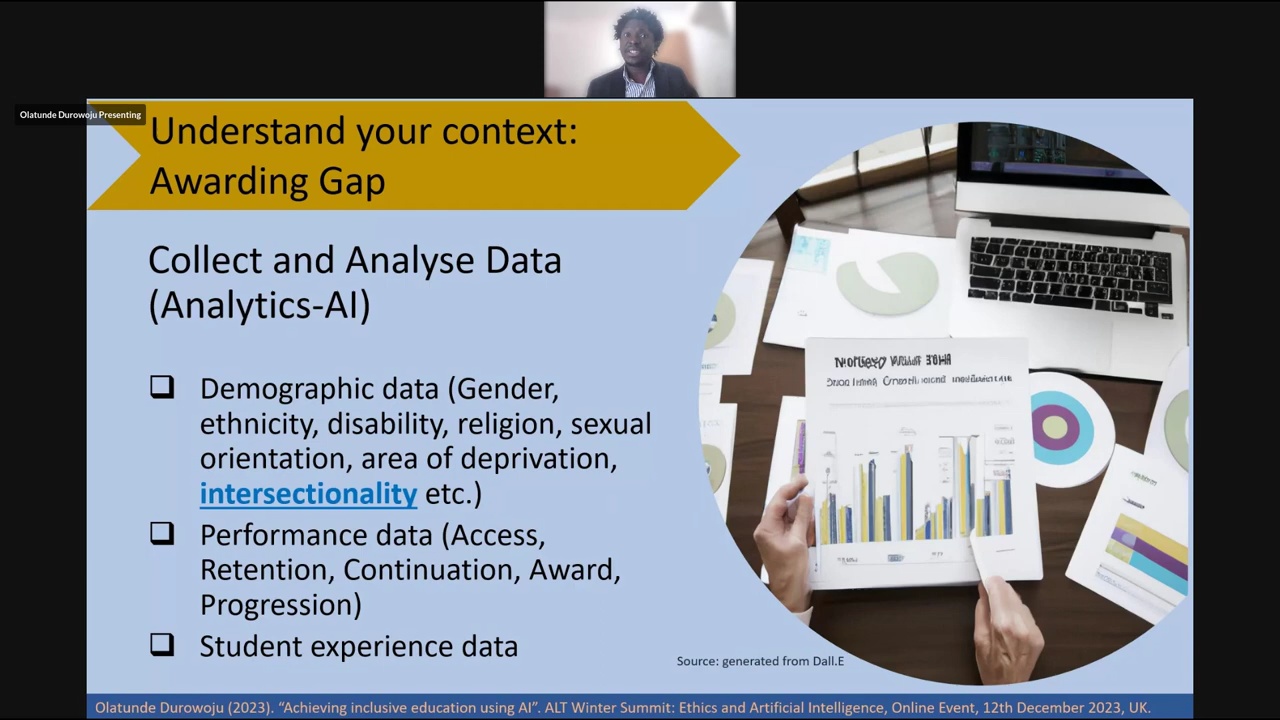 Olatunde Durowoju Presenting
Understand your context:
Awarding Gap
Collect and Analyse Data
(Analytics-AI)
Demographic data (Gender,
ethnicity, disability, religion, sexual
orientation, area of deprivation,
intersectionality etc.)
Performance data (Access,
Retention, Continuation, Award,
Progression)
Student experience data
Source: generated from Dall.E
Olatunde Durowoju (2023). “Achieving inclusive education using AI”. ALT Winter Summit: Ethics and Artificial Intelligence, Online Event, 12th December 2023, UK.